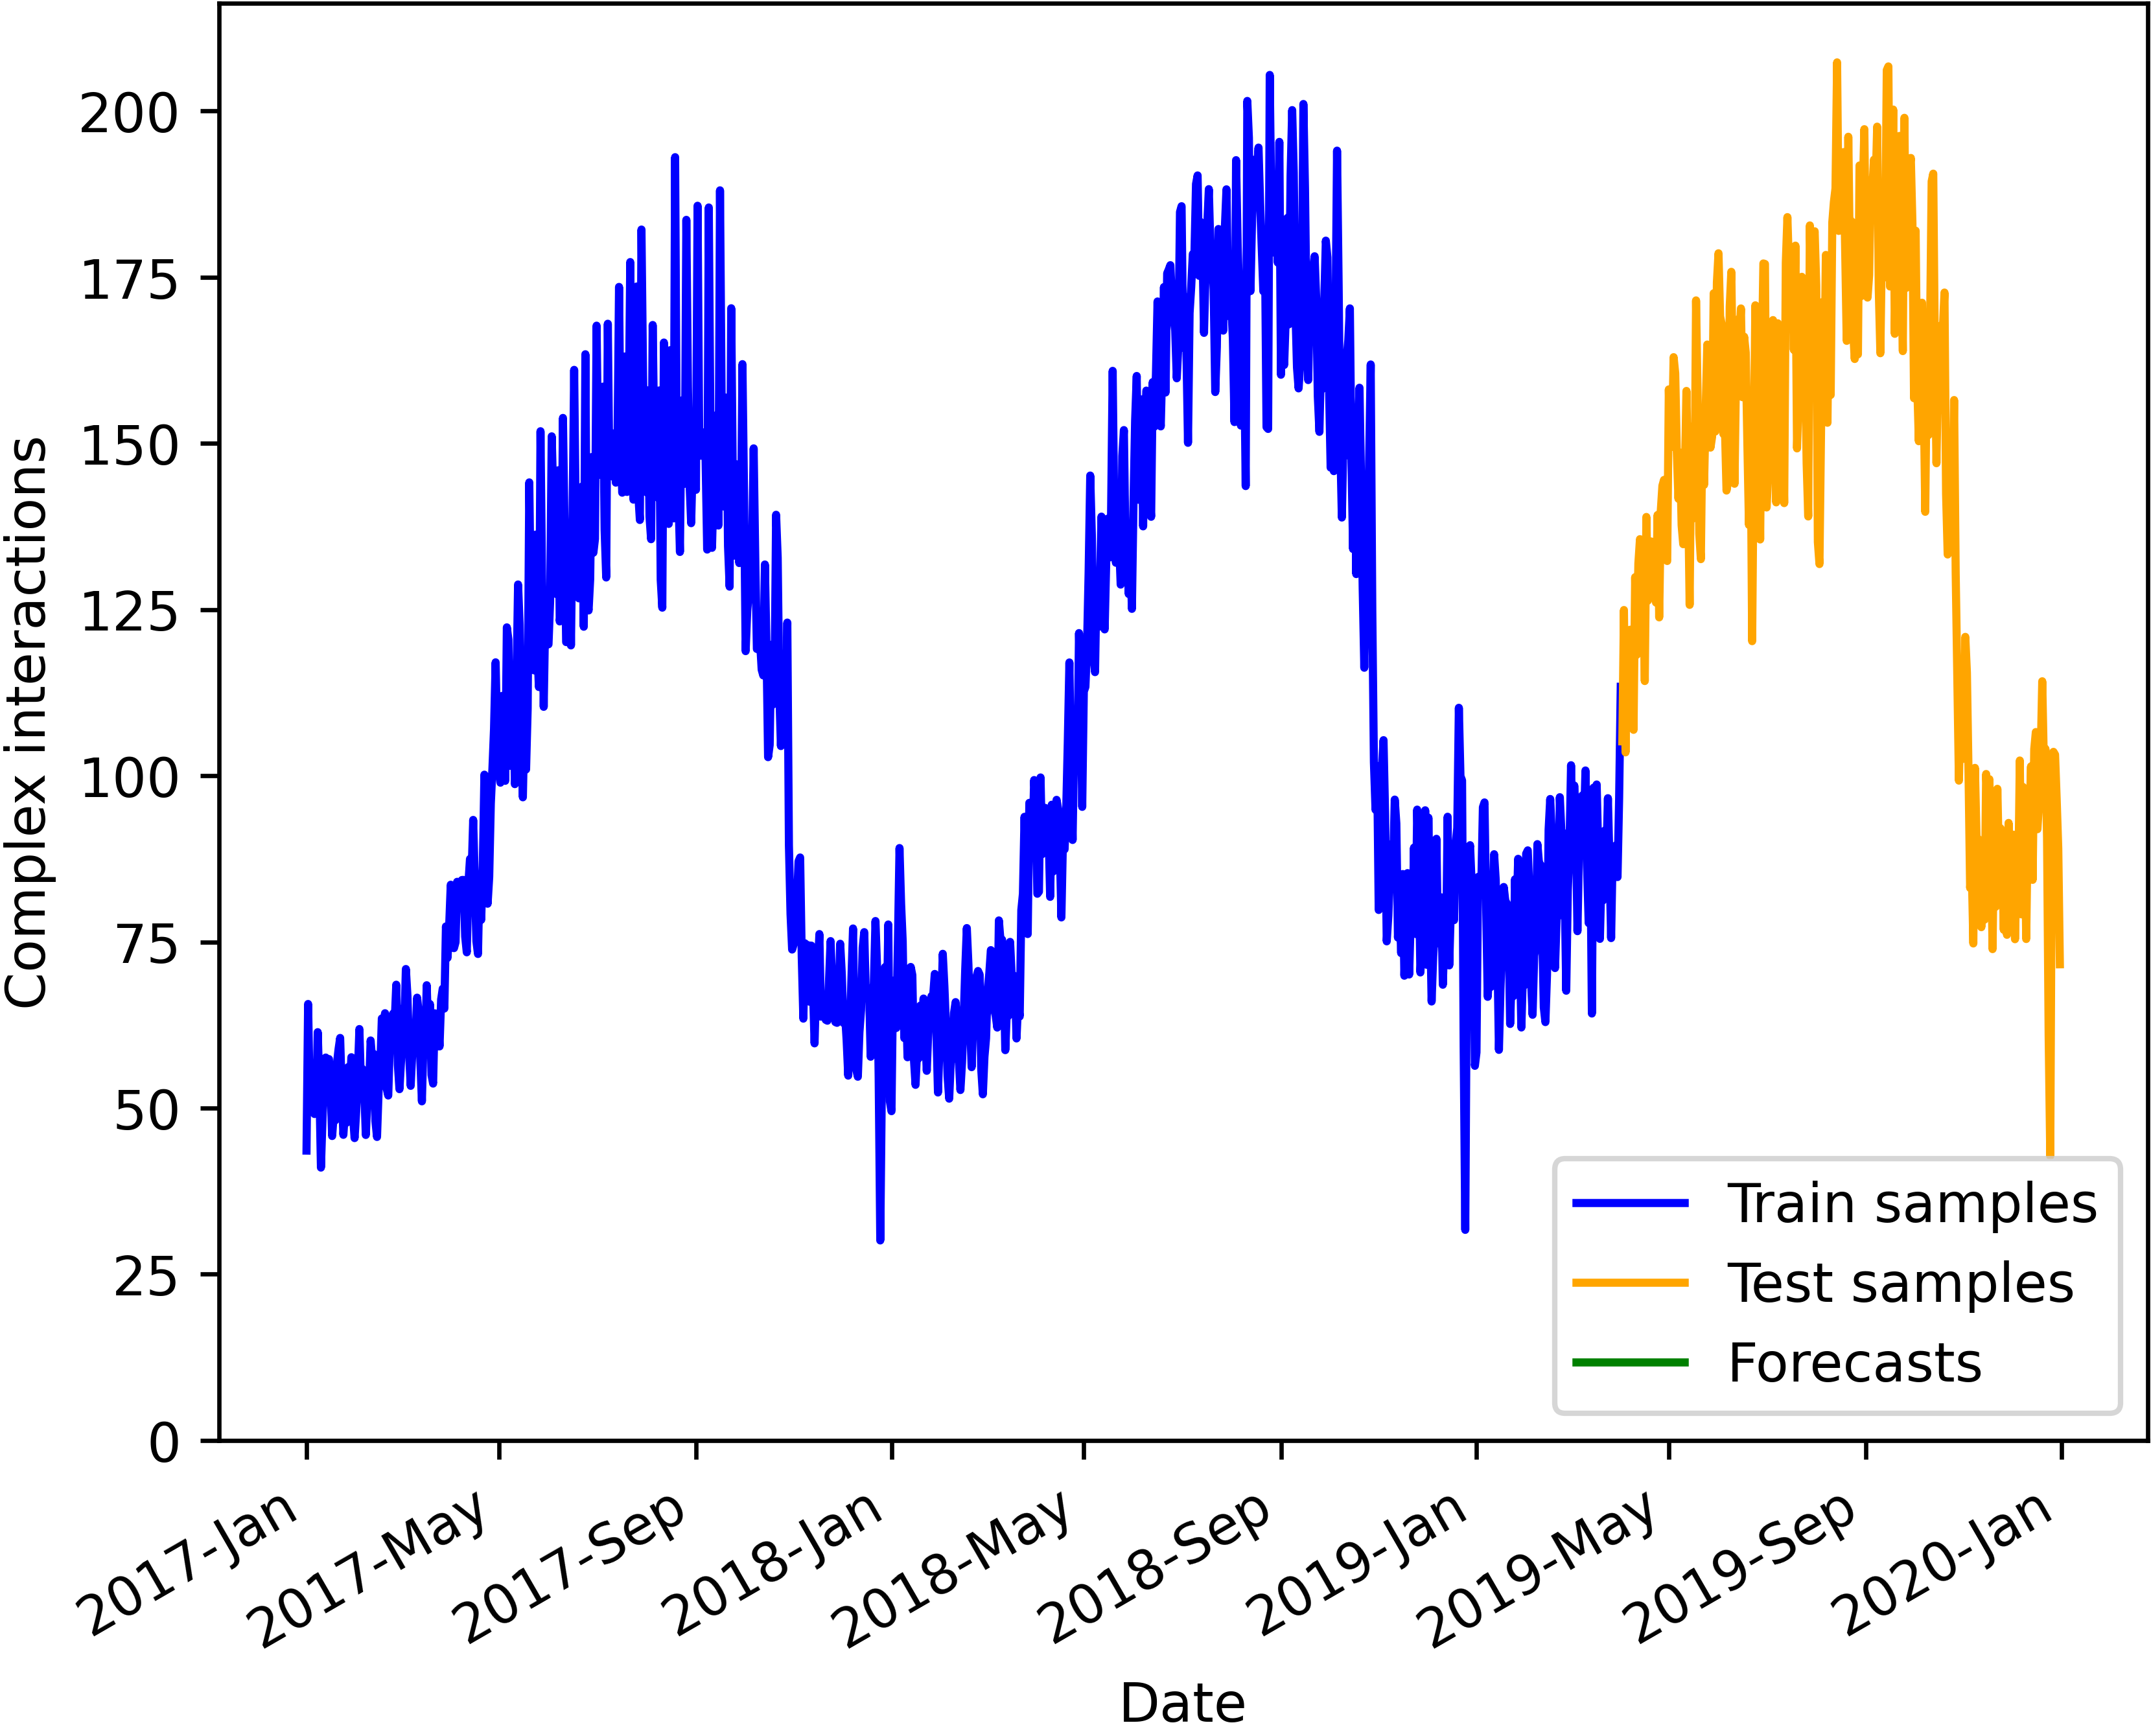 Complex interactions
200
175
150
125
100
75
50
25
0
Train samples
Test samples
Forecasts
2017-Jan
2017-May
2017-Sep
2018-Jan
2018-May
2018-Sep
2019-Jan
2019-May
2019-Sep
2020-Jan
Date